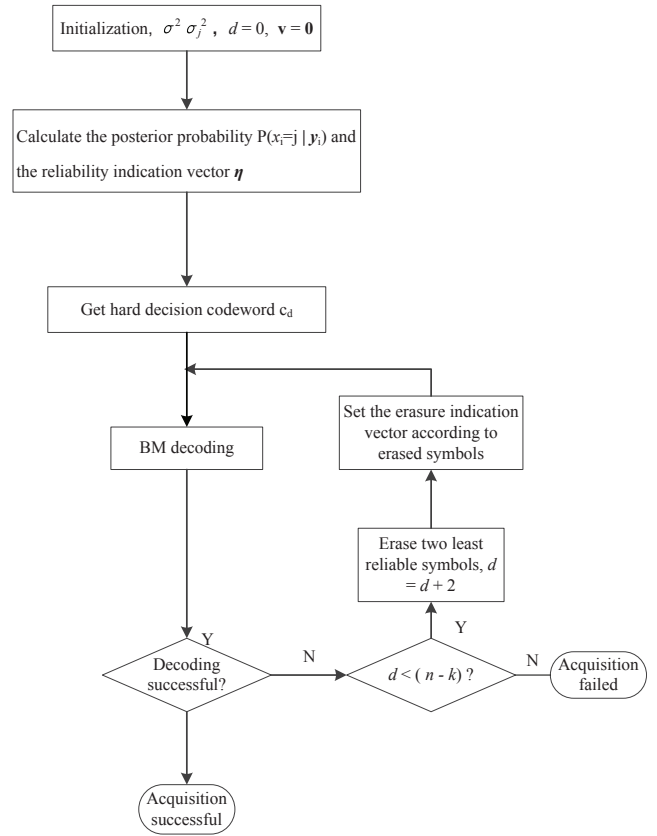 Initialization, σ² σⱼ² , d = 0, v = 0
Calculate the posterior probability P(xᵢ=j | yᵢ) and
the reliability indication vector η
Get hard decision codeword c_d
BM decoding
Set the erasure indication
vector according to
erased symbols
Erase two least
reliable symbols, d
= d + 2
Y
Decoding
successful?
N
Y
d < ( n - k) ?
N
Acquisition
failed
Acquisition
successful